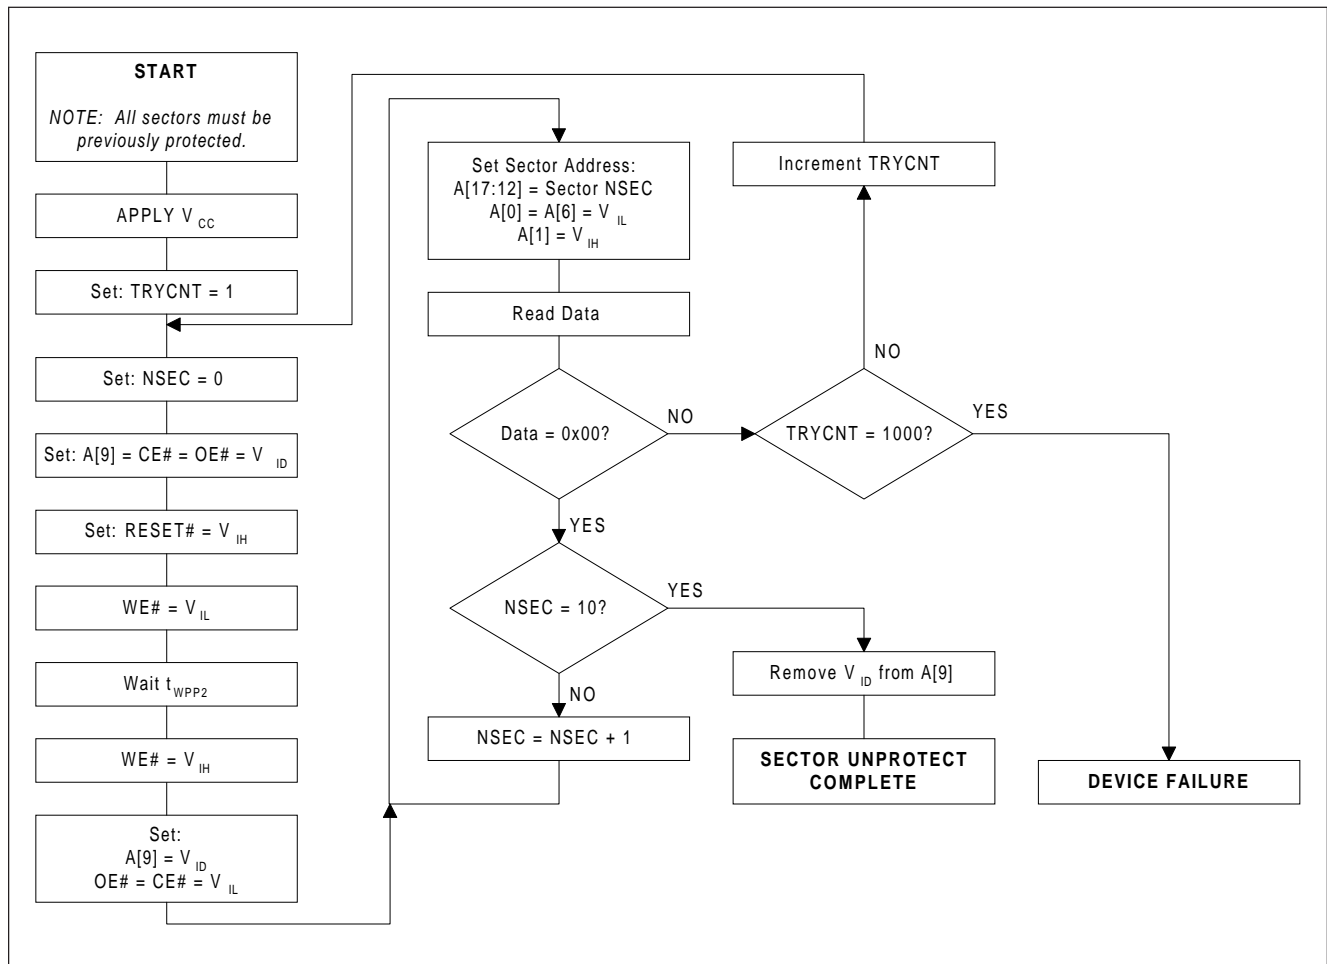 START
NOTE: All sectors must be
previously protected.
APPLY V CC
Set: TRYCNT = 1
Set: NSEC = 0
Set: A[9] = CE# = OE# = V ID
Set: RESET# = V IH
WE# = V IL
Wait t WPP2
WE# = V IH
Set:
A[9] = V ID
OE# = CE# = V IL
Set Sector Address:
A[17:12] = Sector NSEC
A[0] = A[6] = V IL
A[1] = V IH
Read Data
Data = 0x00?
NO
YES
NSEC = 10?
YES
NO
NSEC = NSEC + 1
Increment TRYCNT
NO
TRYCNT = 1000?
YES
Remove V ID from A[9]
SECTOR UNPROTECT
COMPLETE
DEVICE FAILURE